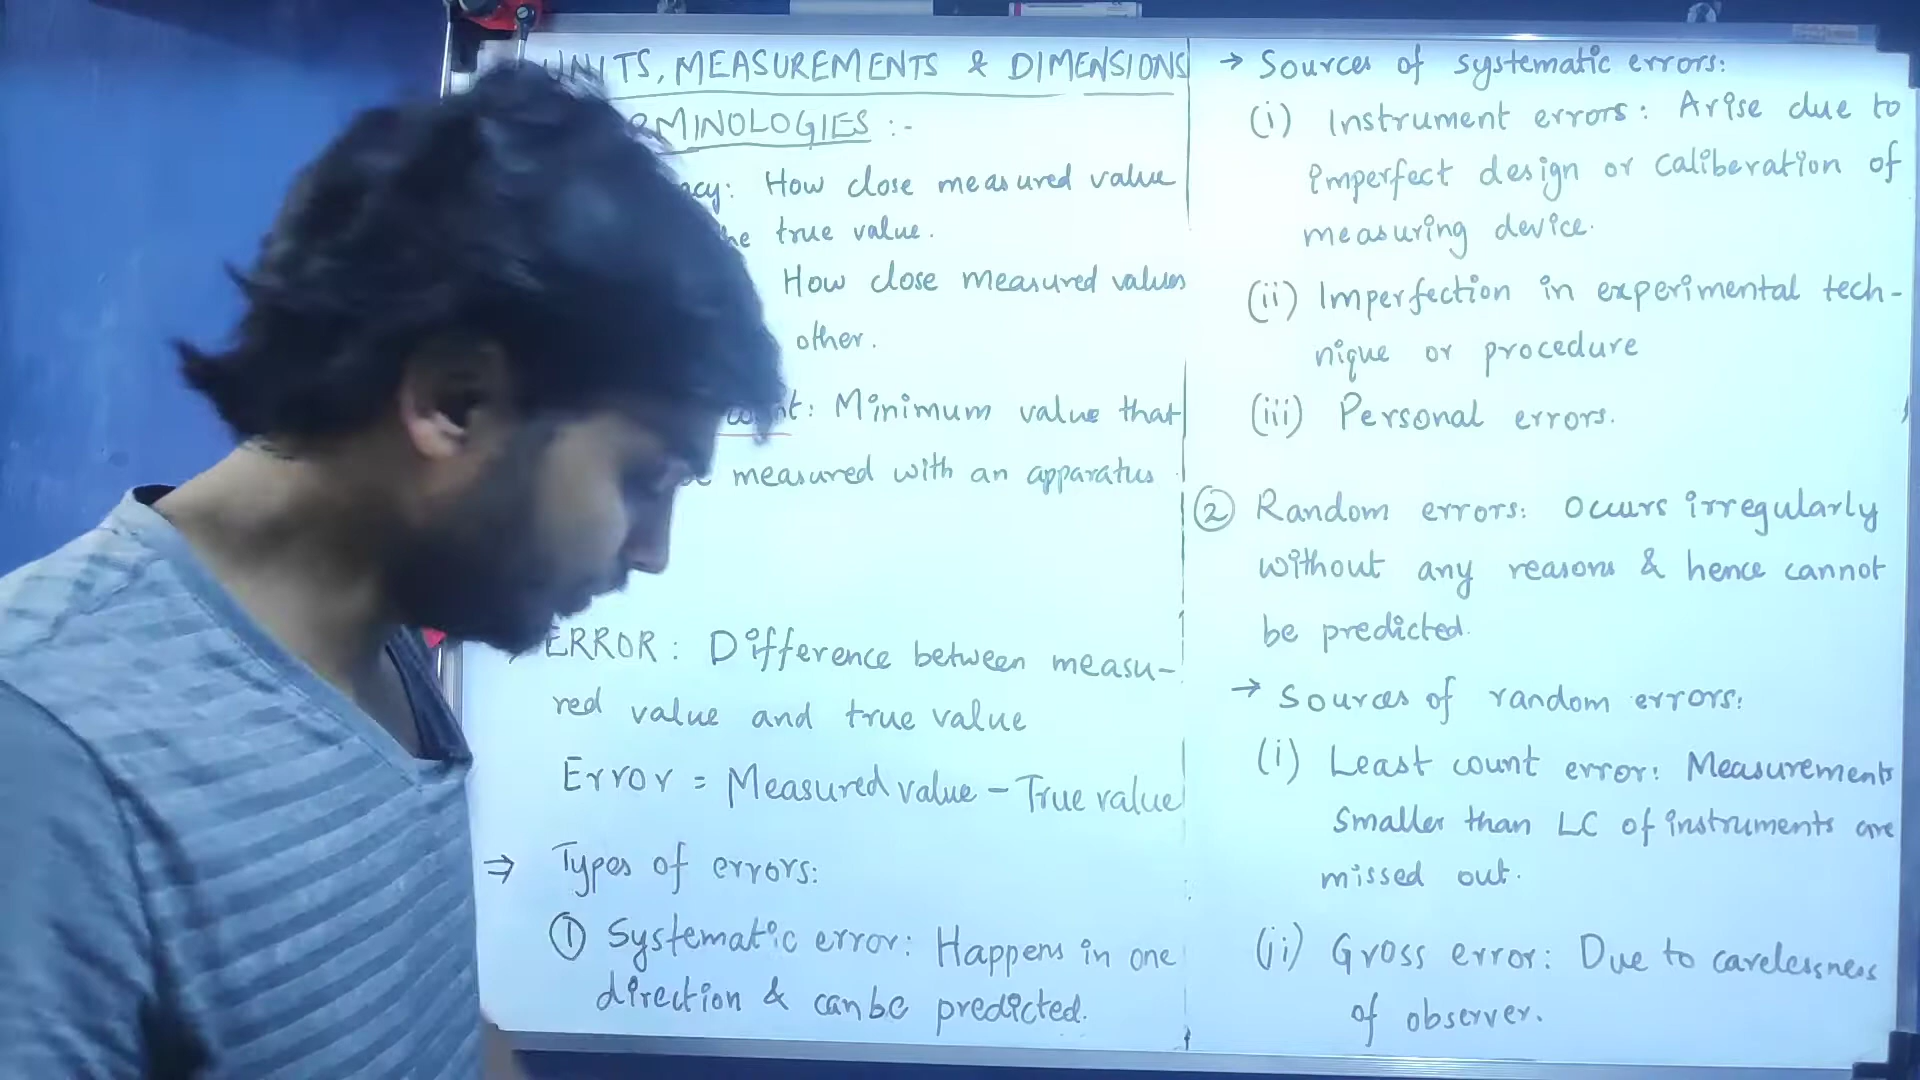 UNITS, MEASUREMENTS & DIMENSIONS
RMINOLOGIES :-
acy: How close measured value
he true value.
How close measured values
other.
count: Minimum value that
be measured with an apparatus
ERROR: Difference between measu-
red value and true value
Error = Measured value - True value
⇒ Types of errors:
① Systematic error: Happens in one
direction & can be predicted.
→ Sources of systematic errors:
(i) Instrument errors: Arise due to
imperfect design or caliberation of
measuring device.
(ii) Imperfection in experimental tech-
nique or procedure
(iii) Personal errors.
② Random errors: Occurs irregularly
without any reasons & hence cannot
be predicted.
→ Sources of random errors:
(i) Least count error: Measurements
smaller than LC of instruments are
missed out.
(ii) Gross error: Due to carelessness
of observer.